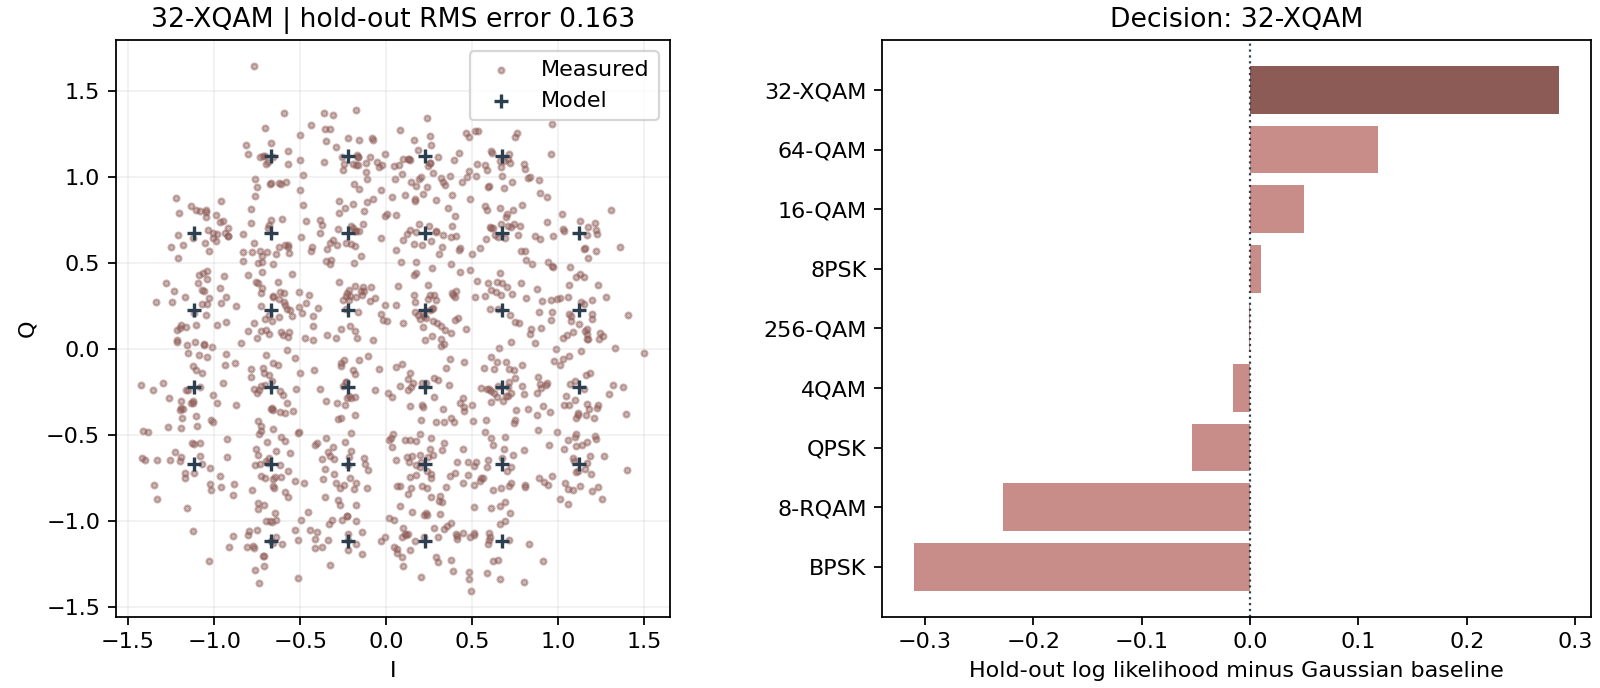 32-XQAM | hold-out RMS error 0.163
Measured
Model
1.5
1.0
0.5
0.0
−0.5
−1.0
−1.5
Q
−1.5
−1.0
−0.5
0.0
0.5
1.0
1.5
I
Decision: 32-XQAM
32-XQAM
64-QAM
16-QAM
8PSK
256-QAM
4QAM
QPSK
8-RQAM
BPSK
−0.3
−0.2
−0.1
0.0
0.1
0.2
0.3
Hold-out log likelihood minus Gaussian baseline